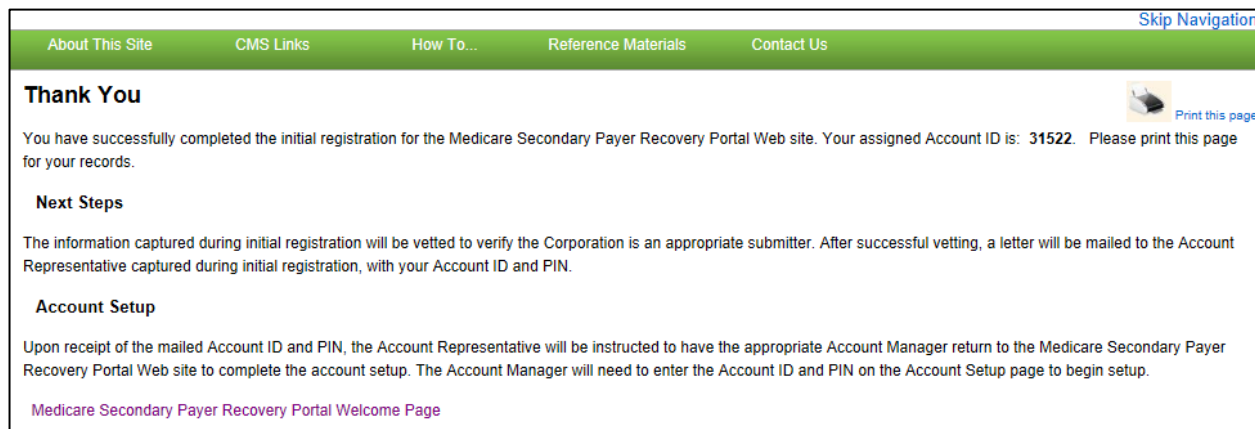 Skip Navigation
About This Site CMS Links How To... Reference Materials Contact Us
Thank You
Print this page
You have successfully completed the initial registration for the Medicare Secondary Payer Recovery Portal Web site. Your assigned Account ID is: 31522. Please print this page
for your records.
Next Steps
The information captured during initial registration will be vetted to verify the Corporation is an appropriate submitter. After successful vetting, a letter will be mailed to the Account
Representative captured during initial registration, with your Account ID and PIN.
Account Setup
Upon receipt of the mailed Account ID and PIN, the Account Representative will be instructed to have the appropriate Account Manager return to the Medicare Secondary Payer
Recovery Portal Web site to complete the account setup. The Account Manager will need to enter the Account ID and PIN on the Account Setup page to begin setup.
Medicare Secondary Payer Recovery Portal Welcome Page